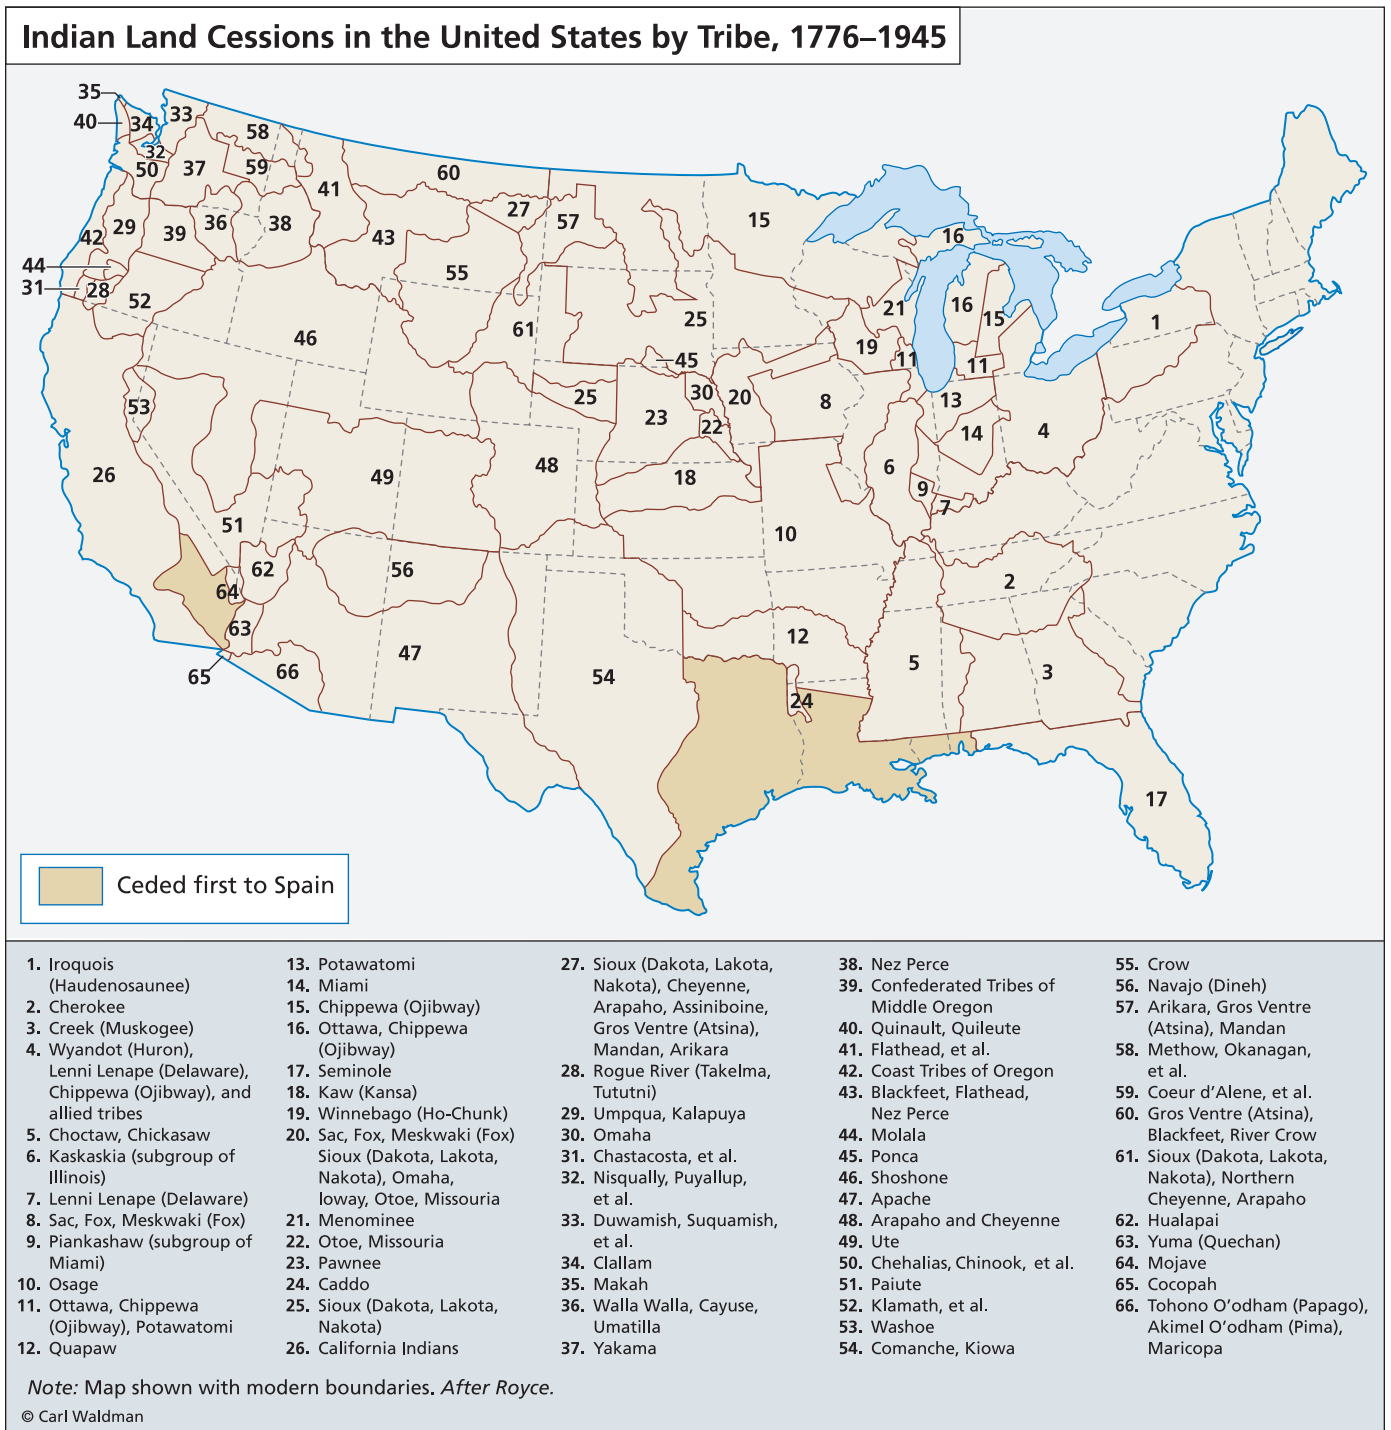 Indian Land Cessions in the United States by Tribe, 1776–1945
35
40
34
33
58
32
50
37
59
41
60
27
57
15
16
42
29
39
36
38
43
55
44
31
28
52
46
61
25
45
21
16
15
1
19
11
11
53
25
30
20
23
22
8
13
14
4
26
49
48
18
6
9
7
51
10
62
56
64
2
63
12
47
54
5
3
65
66
24
17
Ceded first to Spain
1. Iroquois
(Haudenosaunee)
2. Cherokee
3. Creek (Muskogee)
4. Wyandot (Huron),
Lenni Lenape (Delaware),
Chippewa (Ojibway), and
allied tribes
5. Choctaw, Chickasaw
6. Kaskaskia (subgroup of
Illinois)
7. Lenni Lenape (Delaware)
8. Sac, Fox, Meskwaki (Fox)
9. Piankashaw (subgroup of
Miami)
10. Osage
11. Ottawa, Chippewa
(Ojibway), Potawatomi
12. Quapaw
13. Potawatomi
14. Miami
15. Chippewa (Ojibway)
16. Ottawa, Chippewa
(Ojibway)
17. Seminole
18. Kaw (Kansa)
19. Winnebago (Ho-Chunk)
20. Sac, Fox, Meskwaki (Fox)
Sioux (Dakota, Lakota,
Nakota), Omaha,
Ioway, Otoe, Missouria
21. Menominee
22. Otoe, Missouria
23. Pawnee
24. Caddo
25. Sioux (Dakota, Lakota,
Nakota)
26. California Indians
27. Sioux (Dakota, Lakota,
Nakota), Cheyenne,
Arapaho, Assiniboine,
Gros Ventre (Atsina),
Mandan, Arikara
28. Rogue River (Takelma,
Tututni)
29. Umpqua, Kalapuya
30. Omaha
31. Chastacosta, et al.
32. Nisqually, Puyallup,
et al.
33. Duwamish, Suquamish,
et al.
34. Clallam
35. Makah
36. Walla Walla, Cayuse,
Umatilla
37. Yakama
38. Nez Perce
39. Confederated Tribes of
Middle Oregon
40. Quinault, Quileute
41. Flathead, et al.
42. Coast Tribes of Oregon
43. Blackfeet, Flathead,
Nez Perce
44. Molala
45. Ponca
46. Shoshone
47. Apache
48. Arapaho and Cheyenne
49. Ute
50. Chehalias, Chinook, et al.
51. Paiute
52. Klamath, et al.
53. Washoe
54. Comanche, Kiowa
55. Crow
56. Navajo (Dineh)
57. Arikara, Gros Ventre
(Atsina), Mandan
58. Methow, Okanagan,
et al.
59. Coeur d’Alene, et al.
60. Gros Ventre (Atsina),
Blackfeet, River Crow
61. Sioux (Dakota, Lakota,
Nakota), Northern
Cheyenne, Arapaho
62. Hualapai
63. Yuma (Quechan)
64. Mojave
65. Cocopah
66. Tohono O’odham (Papago),
Akimel O’odham (Pima),
Maricopa
Note: Map shown with modern boundaries. After Royce.
© Carl Waldman